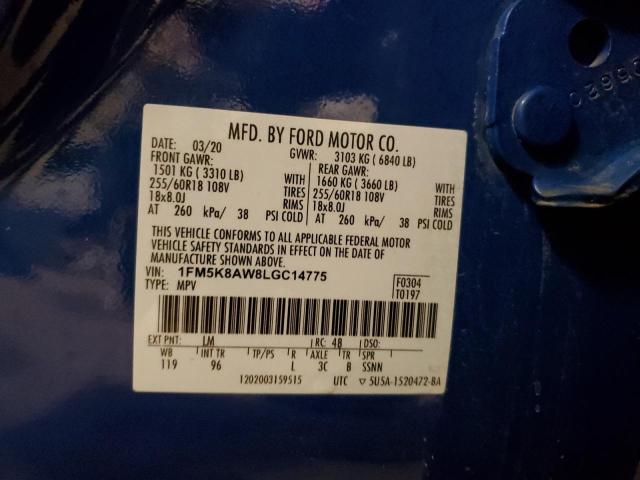 MFD. BY FORD MOTOR CO.
DATE: 03/20 GVWR: 3103 KG ( 6840 LB)
FRONT GAWR: REAR GAWR:
1501 KG ( 3310 LB) WITH 1660 KG ( 3660 LB) WITH
255/60R18 108V TIRES 255/60R18 108V TIRES
18x8.0J RIMS 18x8.0J RIMS
AT 260 kPa/ 38 PSI COLD AT 260 kPa/ 38 PSI COLD
THIS VEHICLE CONFORMS TO ALL APPLICABLE FEDERAL MOTOR
VEHICLE SAFETY STANDARDS IN EFFECT ON THE DATE OF
MANUFACTURE SHOWN ABOVE.
VIN: 1FM5K8AW8LGC14775 F0304
TYPE: MPV T0197
EXT PNT: LM RC: 48 DSO:
WB INT TR TP/PS R AXLE TR SPR
119 96 L 3C B SSNN
1202003159515 UTC ▽ 5U5A-1520472-BA